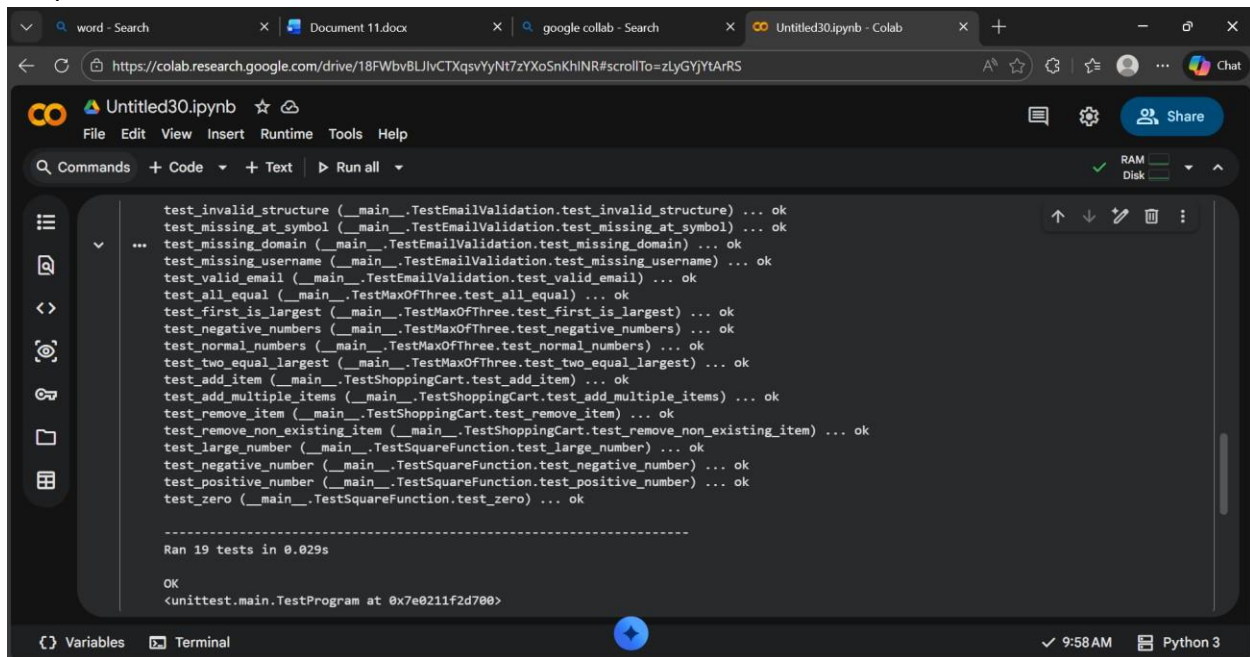 word - Search
Document 11.docx
google collab - Search
Untitled30.ipynb - Colab
https://colab.research.google.com/drive/18FWbvBLJIvCTXqsvYyNt7zYXoSnKhINR#scrollTo=zLyGYjYtArRS
Chat
CO
Untitled30.ipynb
File Edit View Insert Runtime Tools Help
Share
Commands + Code + Text Run all
RAM
Disk
test_invalid_structure (__main__.TestEmailValidation.test_invalid_structure) ... ok
test_missing_at_symbol (__main__.TestEmailValidation.test_missing_at_symbol) ... ok
test_missing_domain (__main__.TestEmailValidation.test_missing_domain) ... ok
test_missing_username (__main__.TestEmailValidation.test_missing_username) ... ok
test_valid_email (__main__.TestEmailValidation.test_valid_email) ... ok
test_all_equal (__main__.TestMaxOfThree.test_all_equal) ... ok
test_first_is_largest (__main__.TestMaxOfThree.test_first_is_largest) ... ok
test_negative_numbers (__main__.TestMaxOfThree.test_negative_numbers) ... ok
test_normal_numbers (__main__.TestMaxOfThree.test_normal_numbers) ... ok
test_two_equal_largest (__main__.TestMaxOfThree.test_two_equal_largest) ... ok
test_add_item (__main__.TestShoppingCart.test_add_item) ... ok
test_add_multiple_items (__main__.TestShoppingCart.test_add_multiple_items) ... ok
test_remove_item (__main__.TestShoppingCart.test_remove_item) ... ok
test_remove_non_existing_item (__main__.TestShoppingCart.test_remove_non_existing_item) ... ok
test_large_number (__main__.TestSquareFunction.test_large_number) ... ok
test_negative_number (__main__.TestSquareFunction.test_negative_number) ... ok
test_positive_number (__main__.TestSquareFunction.test_positive_number) ... ok
test_zero (__main__.TestSquareFunction.test_zero) ... ok
----------------------------------------------------------------------
Ran 19 tests in 0.029s
OK
<unittest.main.TestProgram at 0x7e0211f2d700>
{} Variables Terminal
9:58 AM Python 3